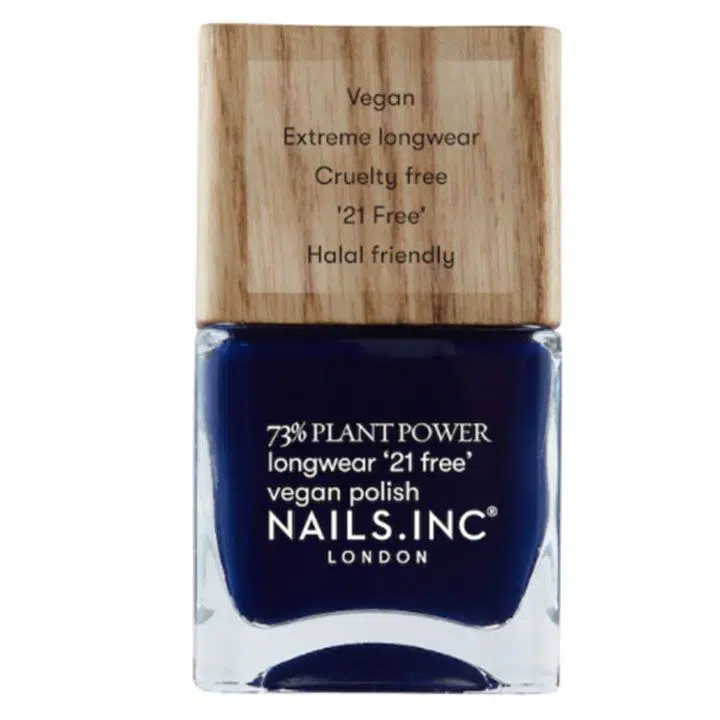 Vegan
Extreme longwear
Cruelty free
'21 Free'
Halal friendly
73% PLANT POWER
longwear ‘21 free’
vegan polish
NAILS.INC®
LONDON